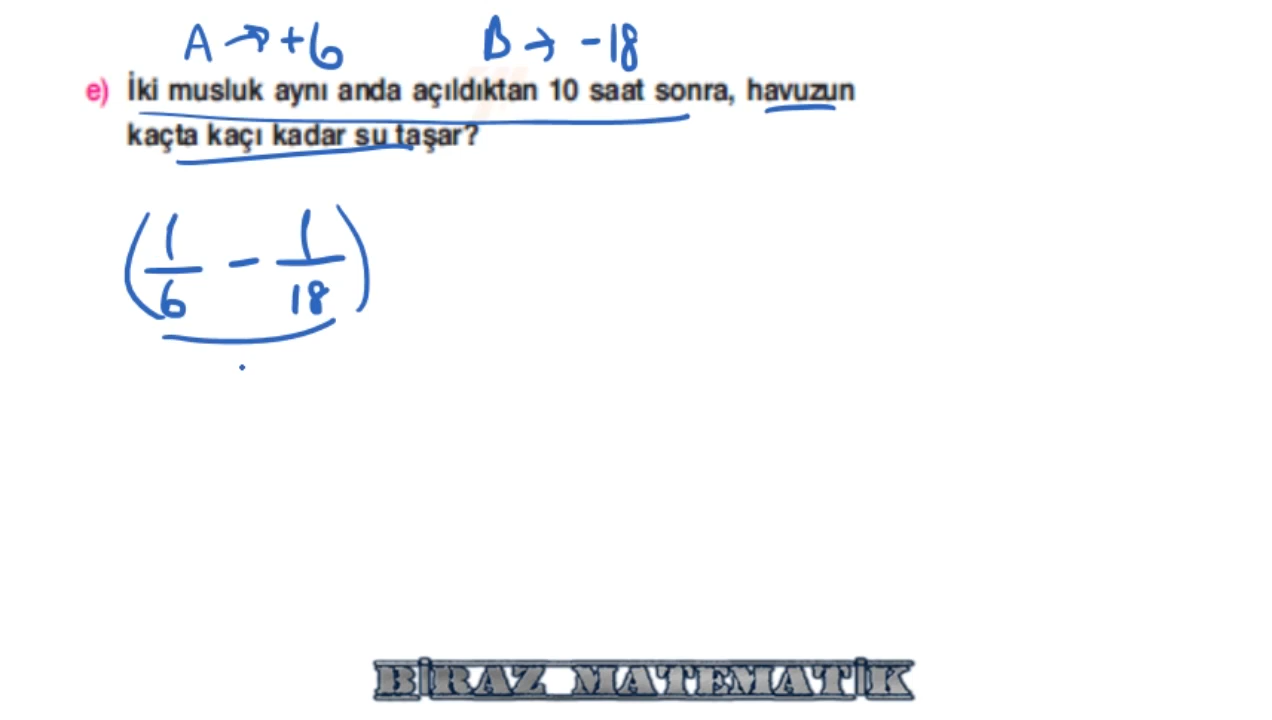 A → +6 B → -18
e) İki musluk aynı anda açıldıktan 10 saat sonra, havuzun
kaçta kaçı kadar su taşar?
(1/6 - 1/18)
BİRAZ MATEMATİK